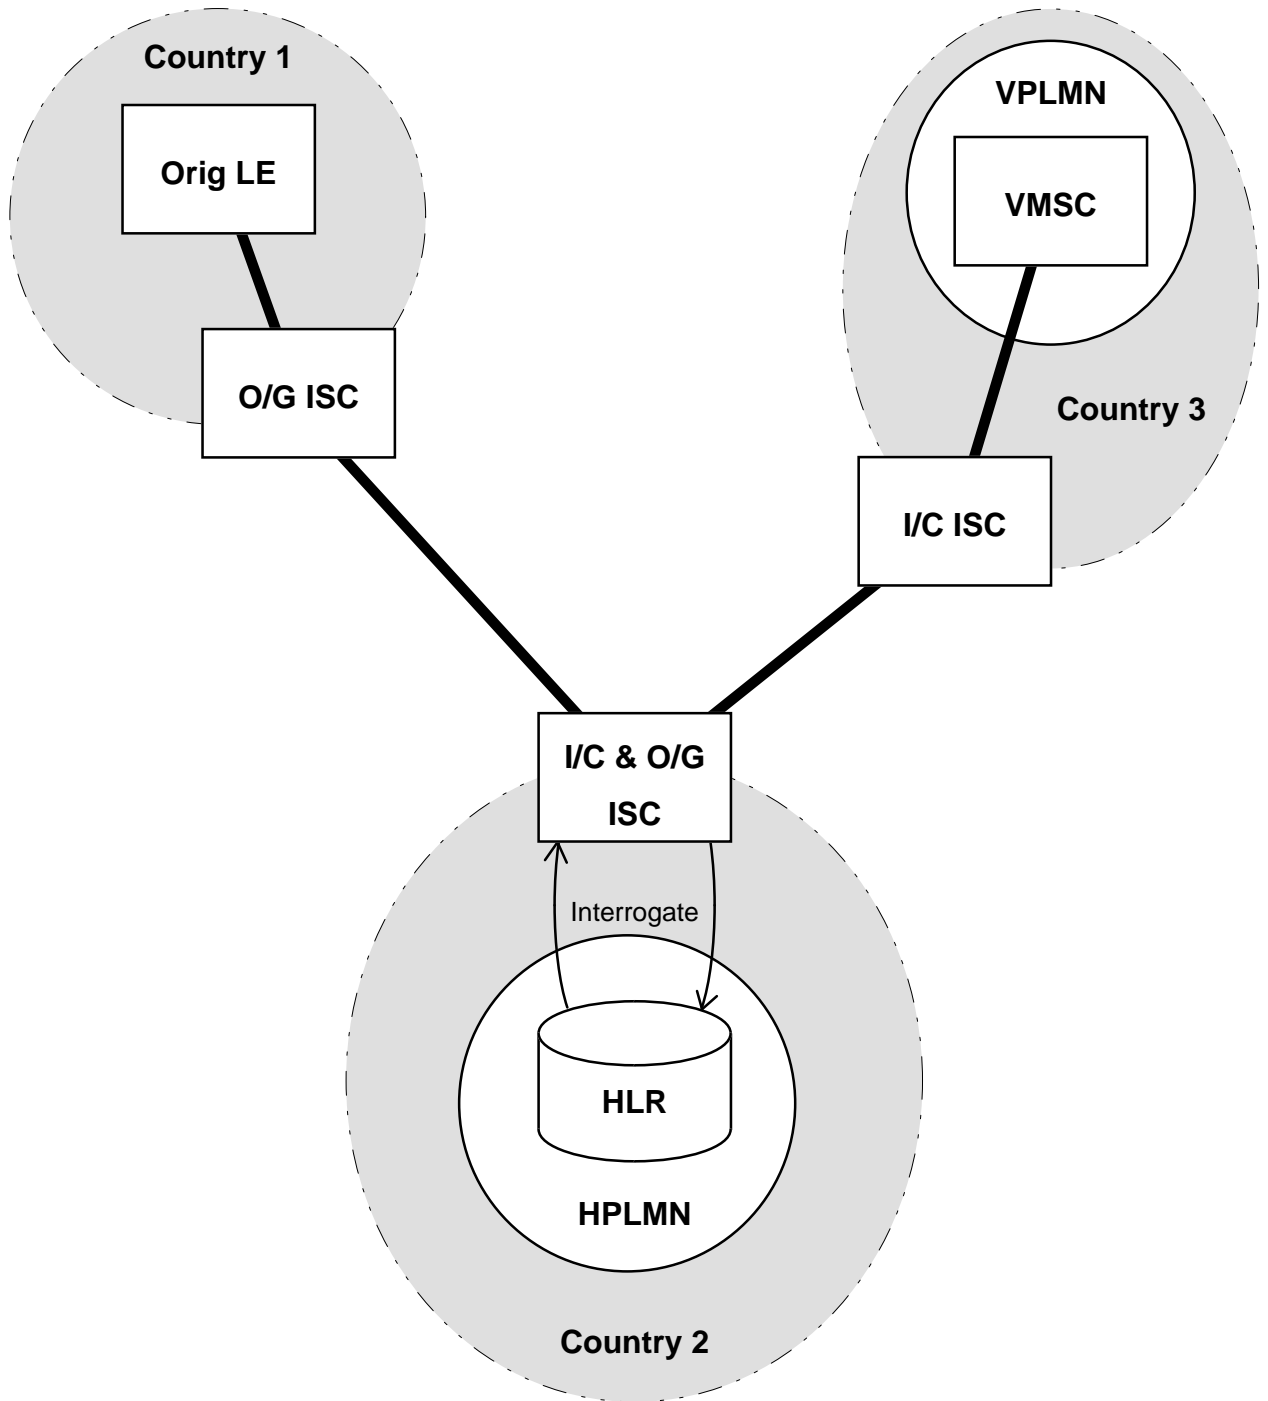 Country 1
Orig LE
O/G ISC
VPLMN
VMSC
Country 3
I/C ISC
I/C & O/G
ISC
Interrogate
HLR
HPLMN
Country 2